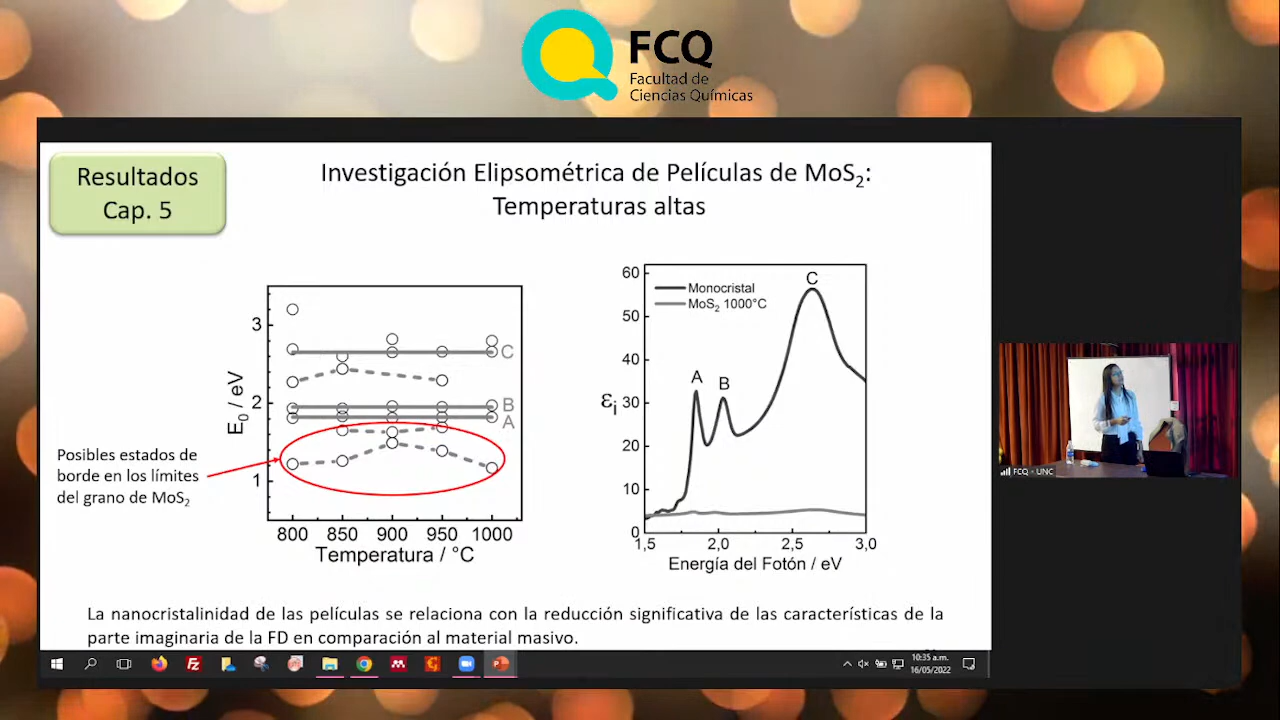 FCQ
Facultad de
Ciencias Químicas
Resultados
Cap. 5
Investigación Elipsométrica de Películas de MoS₂:
Temperaturas altas
E₀ / eV
3
2
1
C
B
A
800 850 900 950 1000
Temperatura / °C
Posibles estados de
borde en los límites
del grano de MoS₂
εᵢ
60
50
40
30
20
10
0
Monocristal
MoS₂ 1000°C
A
B
C
1,5 2,0 2,5 3,0
Energía del Fotón / eV
La nanocristalinidad de las películas se relaciona con la reducción significativa de las características de la
parte imaginaria de la FD en comparación al material masivo.
FCQ - UNC
10:35 a.m.
16/05/2022